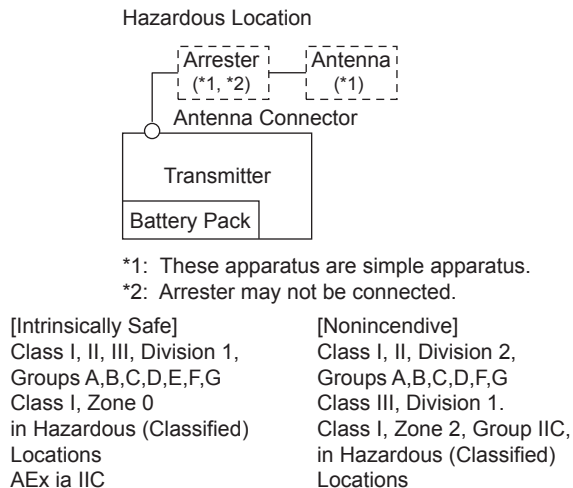 Hazardous Location
Arrester
(*1, *2)
Antenna
(*1)
Antenna Connector
Transmitter
Battery Pack
*1: These apparatus are simple apparatus.
*2: Arrester may not be connected.
[Intrinsically Safe]
Class I, II, III, Division 1,
Groups A,B,C,D,E,F,G
Class I, Zone 0
in Hazardous (Classified)
Locations
AEx ia IIC
[Nonincendive]
Class I, II, Division 2,
Groups A,B,C,D,F,G
Class III, Division 1.
Class I, Zone 2, Group IIC,
in Hazardous (Classified)
Locations